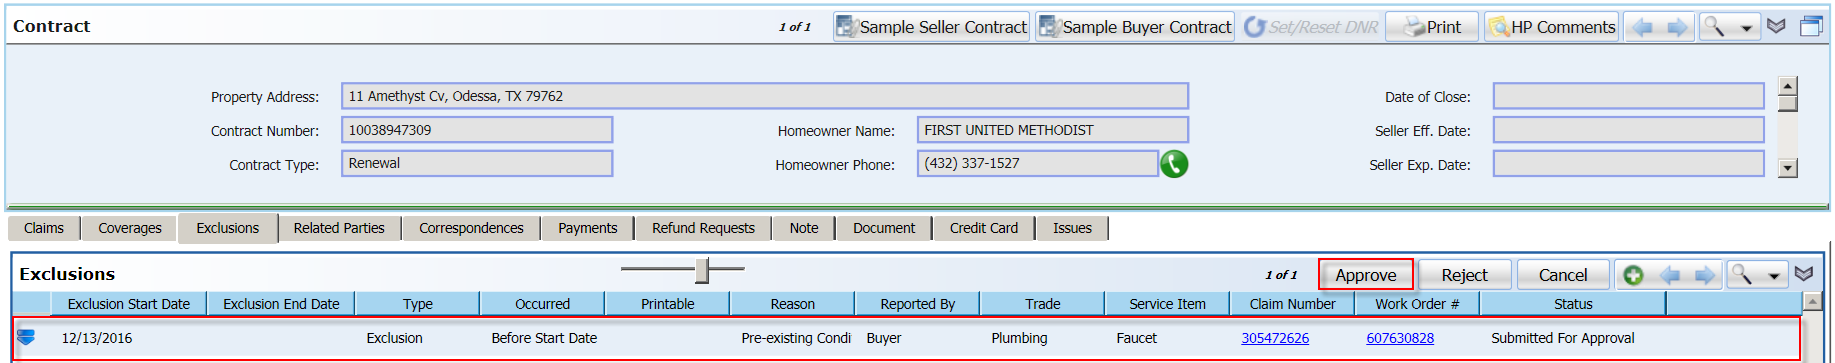 Contract 1 of 1 Sample Seller Contract Sample Buyer Contract Set/Reset DNR Print HP Comments
Property Address: 11 Amethyst Cv, Odessa, TX 79762 Date of Close:
Contract Number: 10038947309 Homeowner Name: FIRST UNITED METHODIST Seller Eff. Date:
Contract Type: Renewal Homeowner Phone: (432) 337-1527 Seller Exp. Date:
Claims Coverages Exclusions Related Parties Correspondences Payments Refund Requests Note Document Credit Card Issues
Exclusions 1 of 1 Approve Reject Cancel
Exclusion Start Date Exclusion End Date Type Occurred Printable Reason Reported By Trade Service Item Claim Number Work Order # Status
12/13/2016 Exclusion Before Start Date Pre-existing Condi Buyer Plumbing Faucet 305472626 607630828 Submitted For Approval